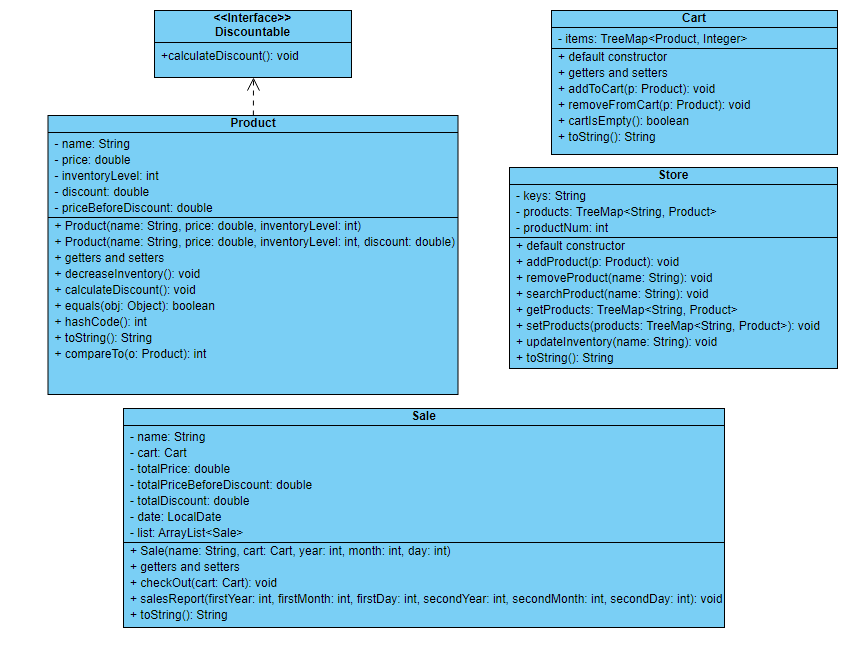 <<Interface>>
Discountable
+calculateDiscount(): void
Product
- name: String
- price: double
- inventoryLevel: int
- discount: double
- priceBeforeDiscount: double
+ Product(name: String, price: double, inventoryLevel: int)
+ Product(name: String, price: double, inventoryLevel: int, discount: double)
+ getters and setters
+ decreaseInventory(): void
+ calculateDiscount(): void
+ equals(obj: Object): boolean
+ hashCode(): int
+ toString(): String
+ compareTo(o: Product): int
Cart
- items: TreeMap<Product, Integer>
+ default constructor
+ getters and setters
+ addToCart(p: Product): void
+ removeFromCart(p: Product): void
+ cartIsEmpty(): boolean
+ toString(): String
Store
- keys: String
- products: TreeMap<String, Product>
- productNum: int
+ default constructor
+ addProduct(p: Product): void
+ removeProduct(name: String): void
+ searchProduct(name: String): void
+ getProducts: TreeMap<String, Product>
+ setProducts(products: TreeMap<String, Product>): void
+ updateInventory(name: String): void
+ toString(): String
Sale
- name: String
- cart: Cart
- totalPrice: double
- totalPriceBeforeDiscount: double
- totalDiscount: double
- date: LocalDate
- list: ArrayList<Sale>
+ Sale(name: String, cart: Cart, year: int, month: int, day: int)
+ getters and setters
+ checkOut(cart: Cart): void
+ salesReport(firstYear: int, firstMonth: int, firstDay: int, secondYear: int, secondMonth: int, secondDay: int): void
+ toString(): String